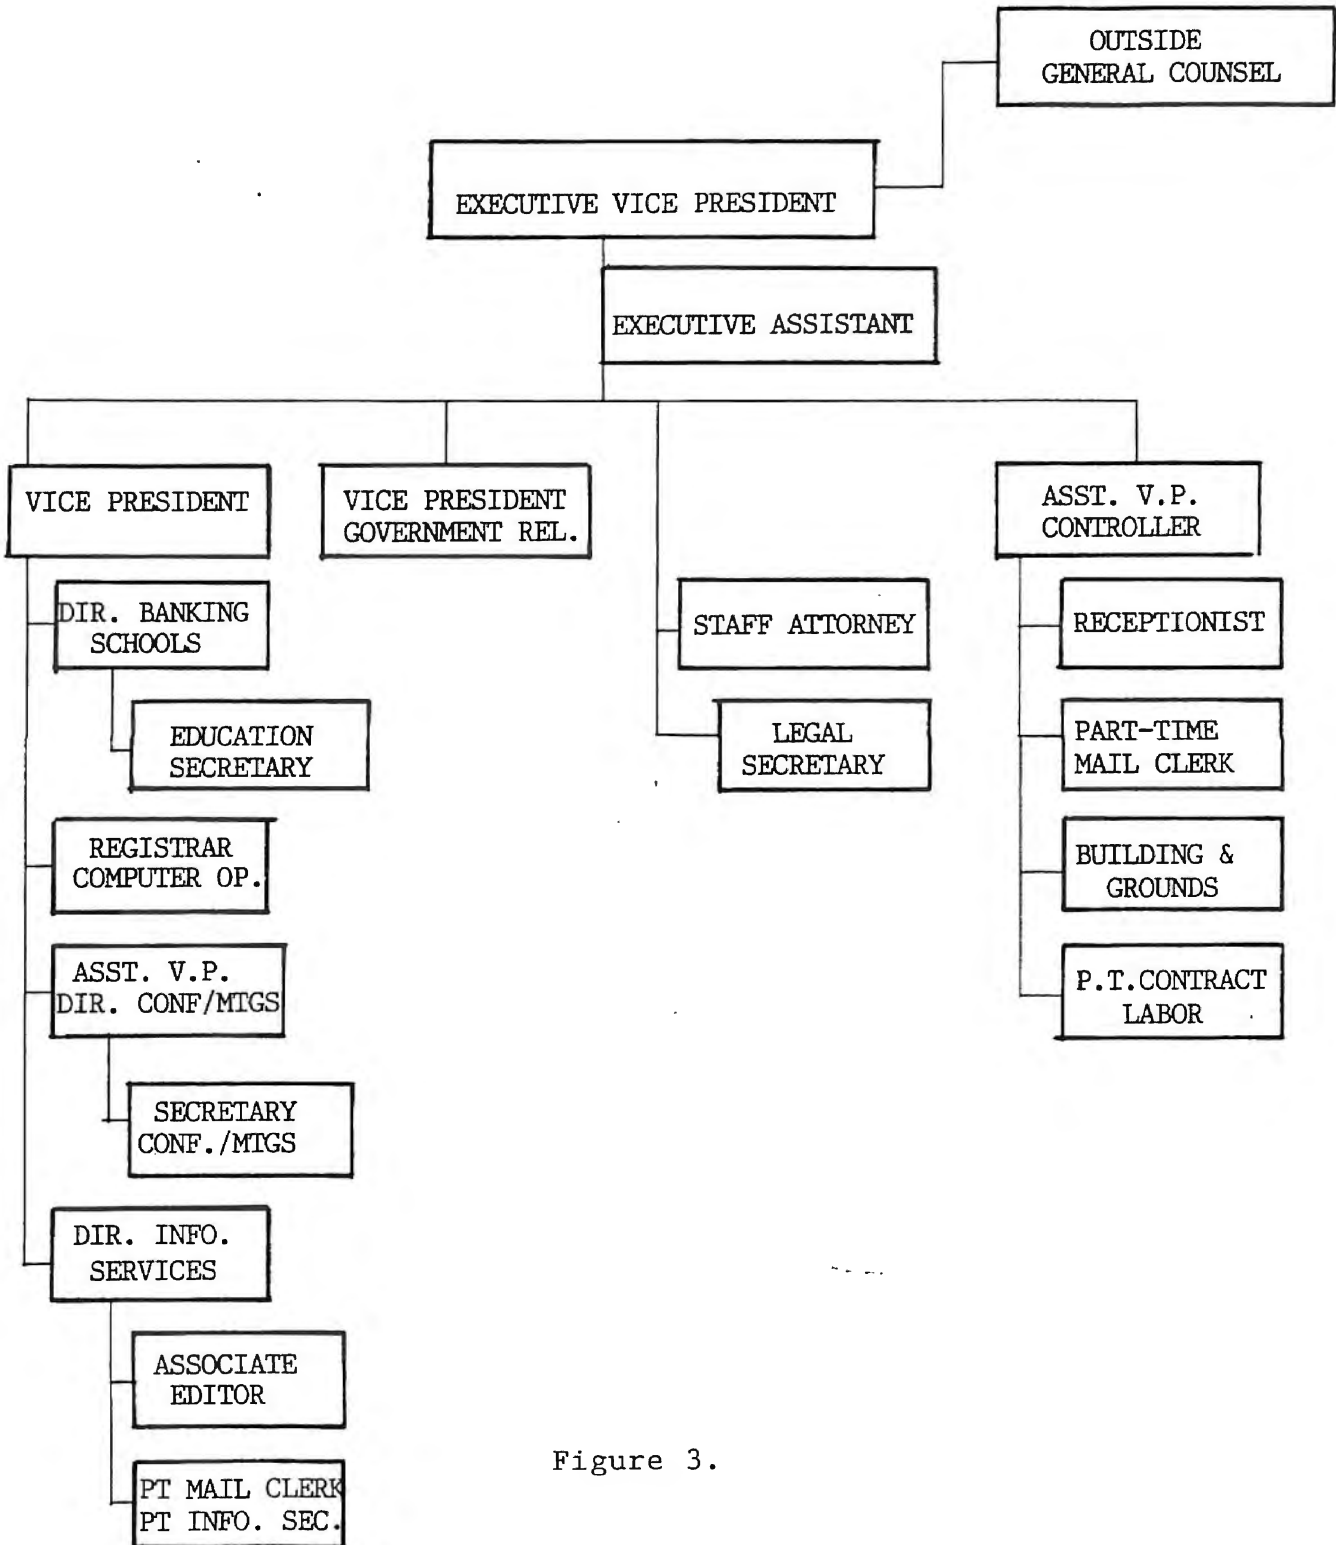 OUTSIDE
GENERAL COUNSEL
EXECUTIVE VICE PRESIDENT
EXECUTIVE ASSISTANT
VICE PRESIDENT
VICE PRESIDENT
GOVERNMENT REL.
ASST. V.P.
CONTROLLER
DIR. BANKING
SCHOOLS
EDUCATION
SECRETARY
REGISTRAR
COMPUTER OP.
ASST. V.P.
DIR. CONF/MTGS
SECRETARY
CONF./MTGS
DIR. INFO.
SERVICES
ASSOCIATE
EDITOR
PT MAIL CLERK
PT INFO. SEC.
STAFF ATTORNEY
LEGAL
SECRETARY
RECEPTIONIST
PART-TIME
MAIL CLERK
BUILDING &
GROUNDS
P.T.CONTRACT
LABOR
Figure 3.